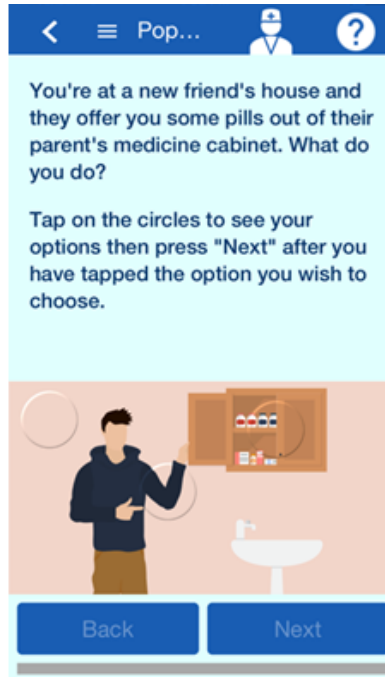 Pop...
You're at a new friend's house and
they offer you some pills out of their
parent's medicine cabinet. What do
you do?
Tap on the circles to see your
options then press "Next" after you
have tapped the option you wish to
choose.
Back
Next